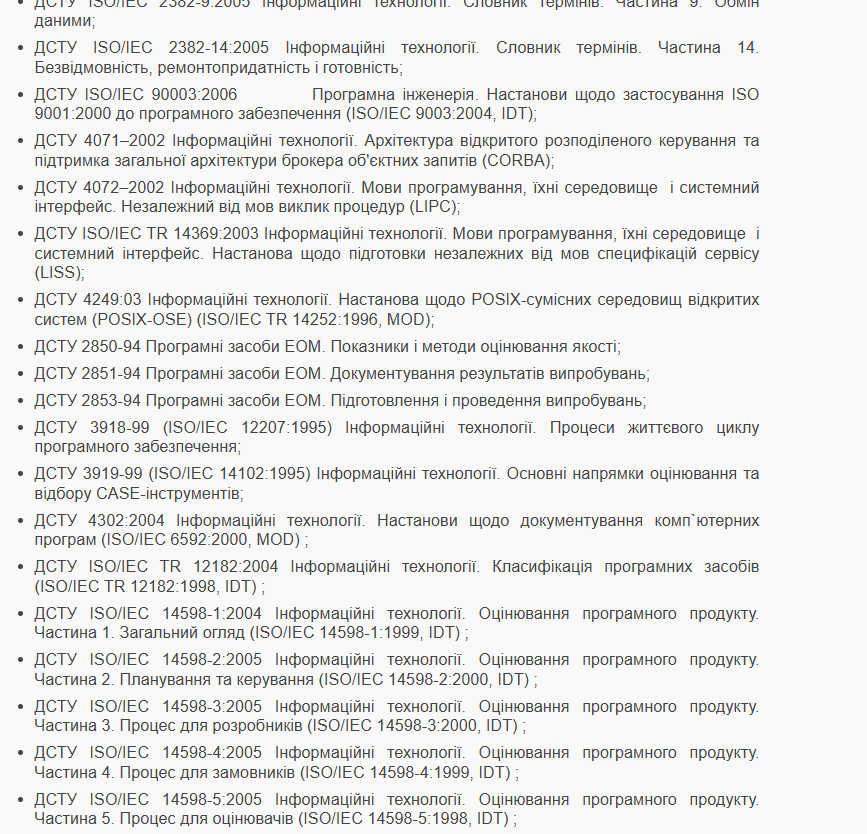 ДСТУ ISO/IEC 2382-9:2005 Інформаційні технології. Словник термінів. Частина 9. Обмін
даними;
ДСТУ ISO/IEC 2382-14:2005 Інформаційні технології. Словник термінів. Частина 14.
Безвідмовність, ремонтопридатність і готовність;
ДСТУ ISO/IEC 90003:2006 Програмна інженерія. Настанови щодо застосування ISO
9001:2000 до програмного забезпечення (ISO/IEC 9003:2004, IDT);
ДСТУ 4071–2002 Інформаційні технології. Архітектура відкритого розподіленого керування та
підтримка загальної архітектури брокера об'єктних запитів (CORBA);
ДСТУ 4072–2002 Інформаційні технології. Мови програмування, їхні середовище і системний
інтерфейс. Незалежний від мов виклик процедур (LIPC);
ДСТУ ISO/IEC TR 14369:2003 Інформаційні технології. Мови програмування, їхні середовище і
системний інтерфейс. Настанова щодо підготовки незалежних від мов специфікацій сервісу
(LISS);
ДСТУ 4249:03 Інформаційні технології. Настанова щодо POSIX-сумісних середовищ відкритих
систем (POSIX-OSE) (ISO/IEC TR 14252:1996, MOD);
ДСТУ 2850-94 Програмні засоби ЕОМ. Показники і методи оцінювання якості;
ДСТУ 2851-94 Програмні засоби ЕОМ. Документування результатів випробувань;
ДСТУ 2853-94 Програмні засоби ЕОМ. Підготовлення і проведення випробувань;
ДСТУ 3918-99 (ISO/IEC 12207:1995) Інформаційні технології. Процеси життєвого циклу
програмного забезпечення;
ДСТУ 3919-99 (ISO/IEC 14102:1995) Інформаційні технології. Основні напрямки оцінювання та
відбору CASE-інструментів;
ДСТУ 4302:2004 Інформаційні технології. Настанови щодо документування комп`ютерних
програм (ISO/IEC 6592:2000, MOD) ;
ДСТУ ISO/IEC TR 12182:2004 Інформаційні технології. Класифікація програмних засобів
(ISO/IEC TR 12182:1998, IDT) ;
ДСТУ ISO/IEC 14598-1:2004 Інформаційні технології. Оцінювання програмного продукту.
Частина 1. Загальний огляд (ISO/IEC 14598-1:1999, IDT) ;
ДСТУ ISO/IEC 14598-2:2005 Інформаційні технології. Оцінювання програмного продукту.
Частина 2. Планування та керування (ISO/IEC 14598-2:2000, IDT) ;
ДСТУ ISO/IEC 14598-3:2005 Інформаційні технології. Оцінювання програмного продукту.
Частина 3. Процес для розробників (ISO/IEC 14598-3:2000, IDT) ;
ДСТУ ISO/IEC 14598-4:2005 Інформаційні технології. Оцінювання програмного продукту.
Частина 4. Процес для замовників (ISO/IEC 14598-4:1999, IDT) ;
ДСТУ ISO/IEC 14598-5:2005 Інформаційні технології. Оцінювання програмного продукту.
Частина 5. Процес для оцінювачів (ISO/IEC 14598-5:1998, IDT) ;